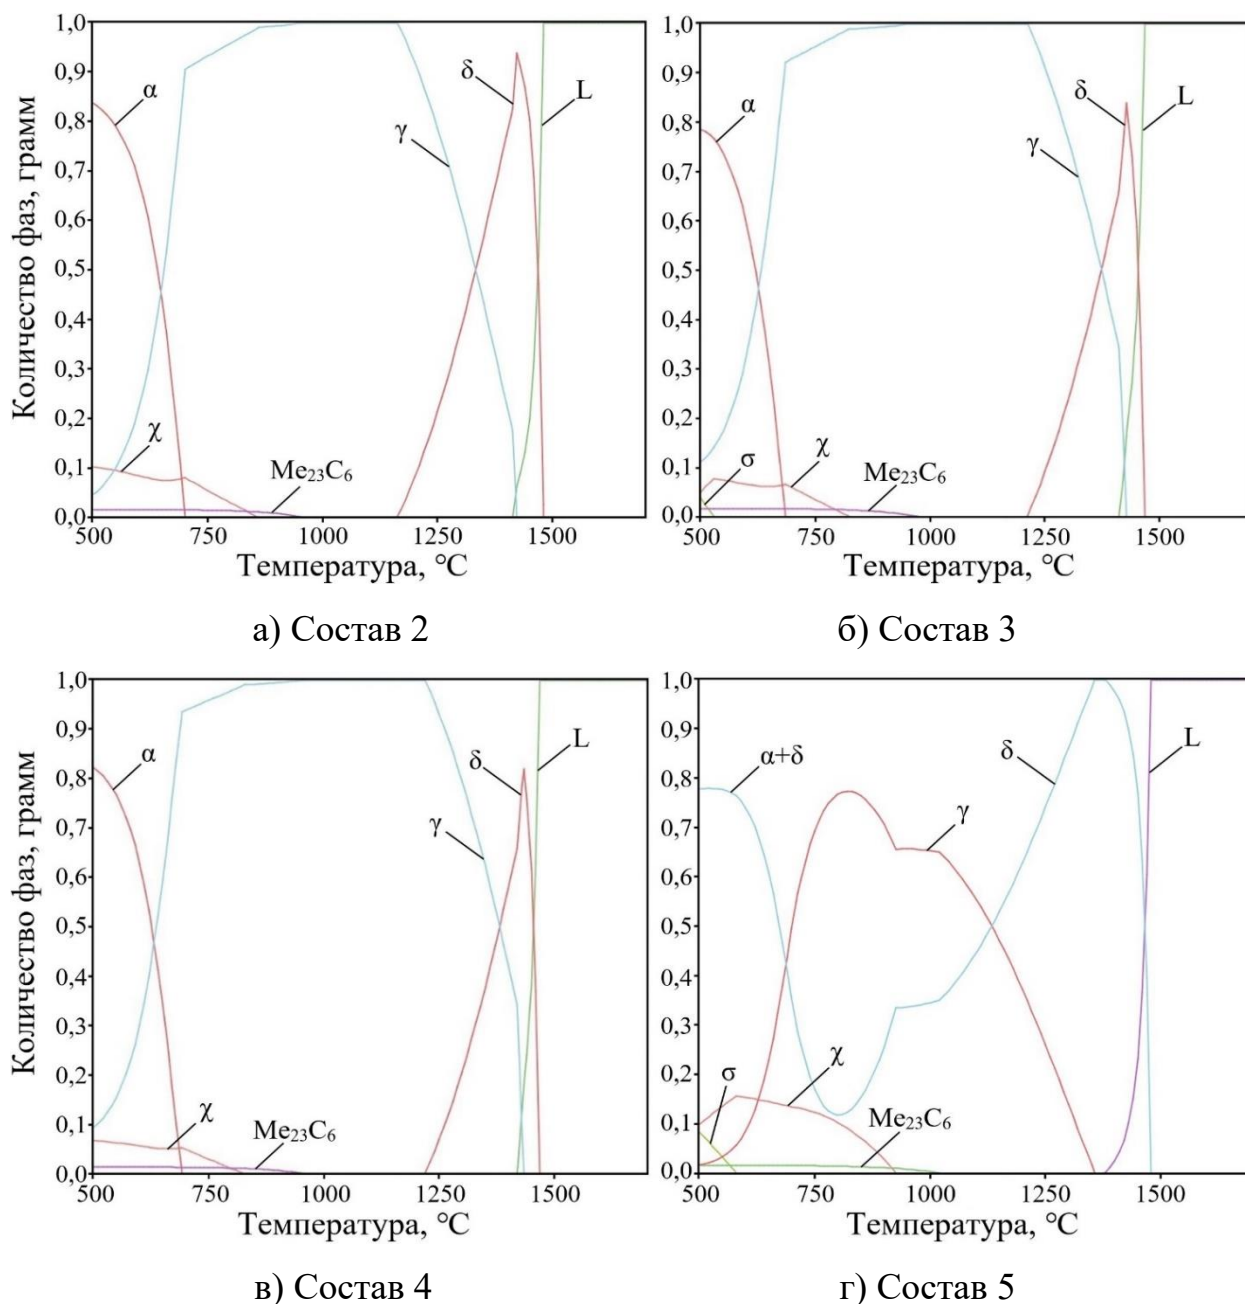 Количество фаз, грамм
1,0
0,9
0,8
0,7
0,6
0,5
0,4
0,3
0,2
0,1
0,0
α
δ
L
γ
χ
Me₂₃C₆
500 750 1000 1250 1500
Температура, °C
а) Состав 2
1,0
0,9
0,8
0,7
0,6
0,5
0,4
0,3
0,2
0,1
0,0
α
δ
L
γ
σ
χ
Me₂₃C₆
500 750 1000 1250 1500
Температура, °C
б) Состав 3
Количество фаз, грамм
1,0
0,9
0,8
0,7
0,6
0,5
0,4
0,3
0,2
0,1
0,0
α
δ
L
γ
χ
Me₂₃C₆
500 750 1000 1250 1500
Температура, °C
в) Состав 4
1,0
0,9
0,8
0,7
0,6
0,5
0,4
0,3
0,2
0,1
0,0
α+δ
δ
L
γ
σ
χ
Me₂₃C₆
500 750 1000 1250 1500
Температура, °C
г) Состав 5